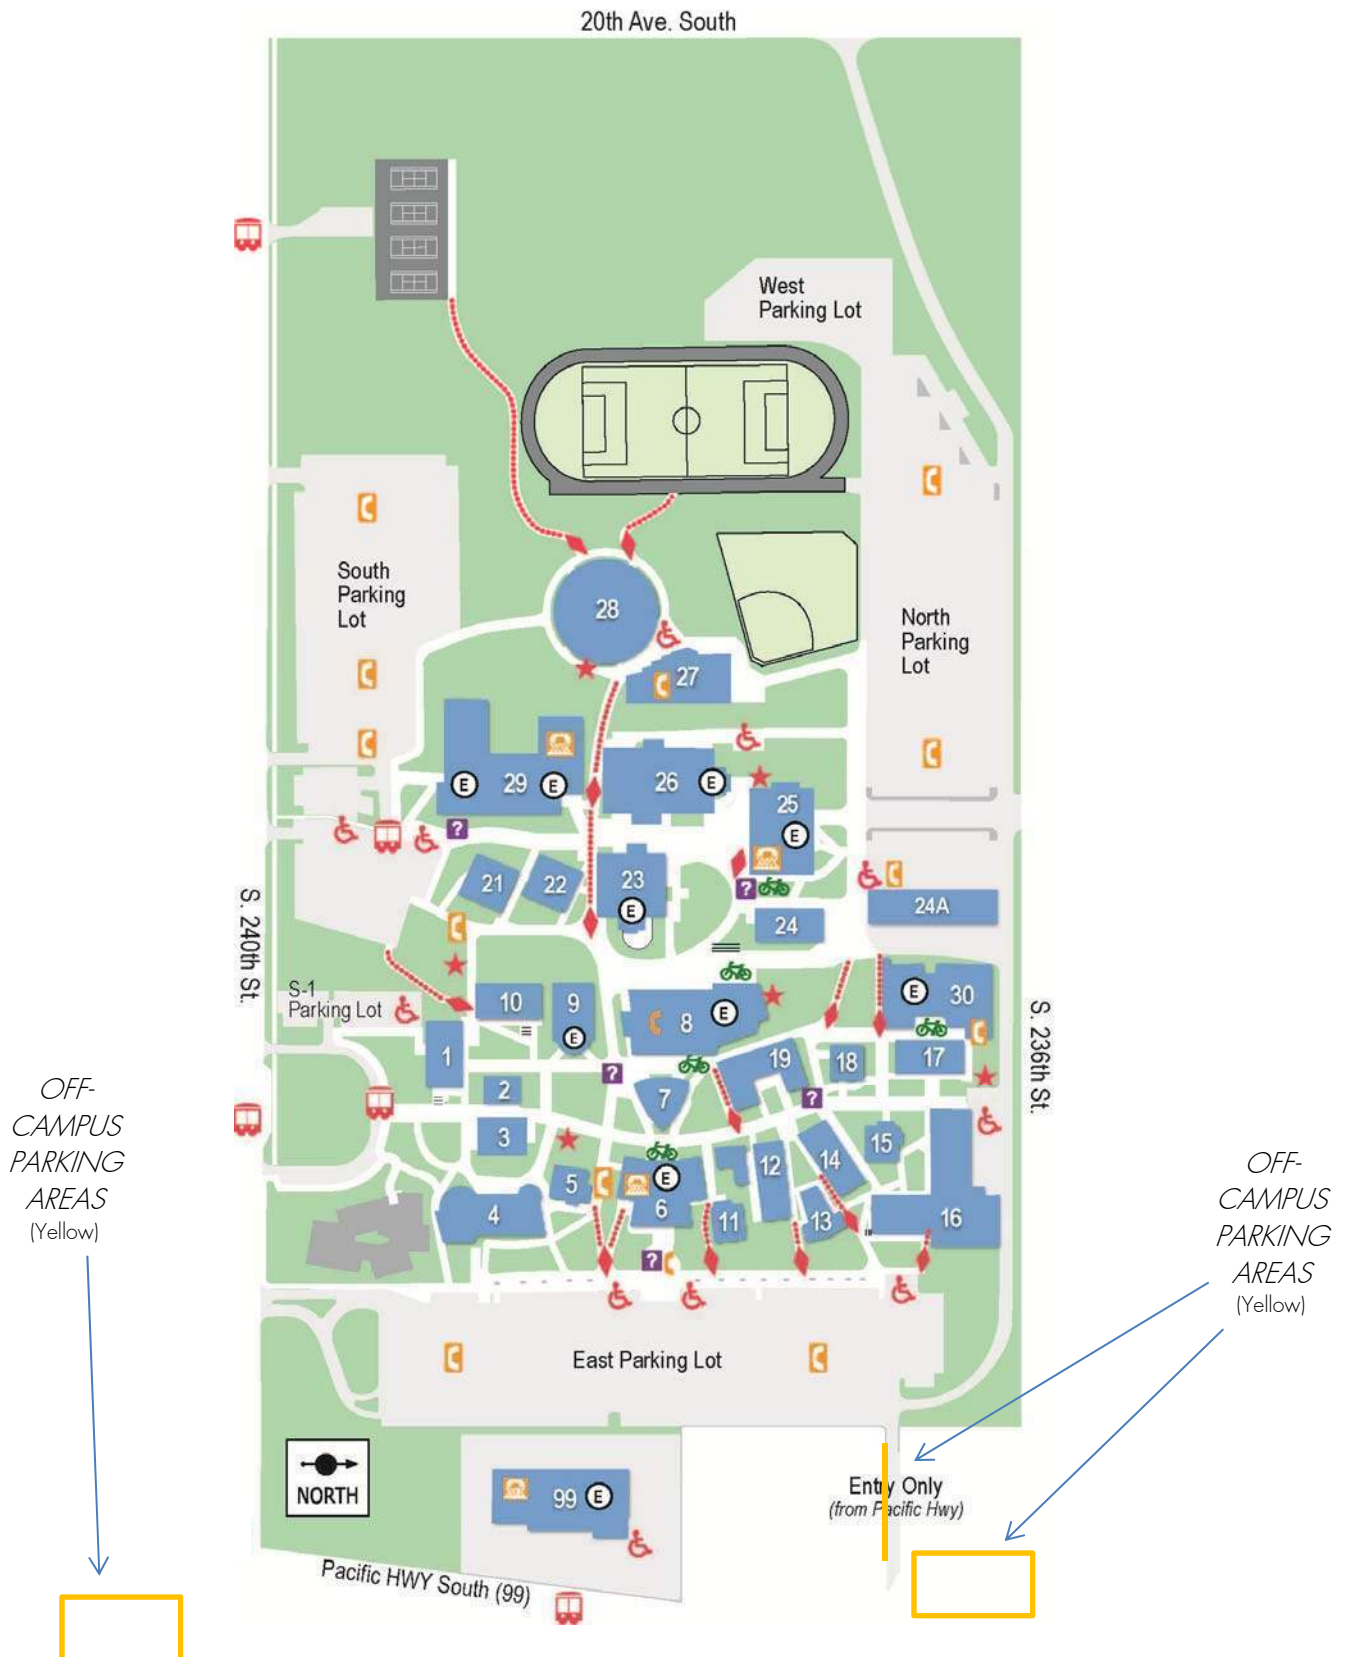 20th Ave. South
West
Parking Lot
South
Parking
Lot
28
North
Parking
Lot
27
29
E
E
26
E
25
E
?
21
22
23
E
?
24
24A
S. 240th St.
S-1
Parking Lot
10
9
E
8
E
E
30
S. 236th St.
1
2
?
7
19
18
17
?
3
5
E
6
12
14
15
4
11
13
16
?
OFF-
CAMPUS
PARKING
AREAS
(Yellow)
OFF-
CAMPUS
PARKING
AREAS
(Yellow)
East Parking Lot
NORTH
99
E
Entry Only
(from Pacific Hwy)
Pacific HWY South (99)